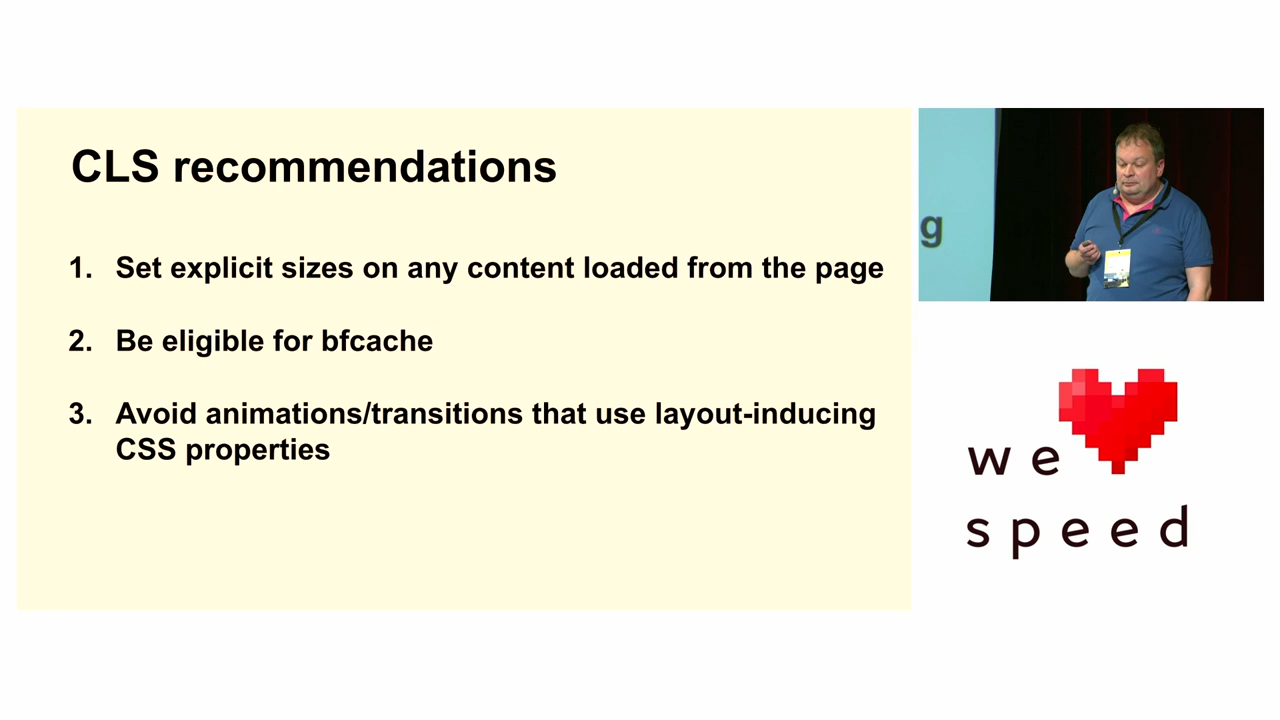 CLS recommendations
1. Set explicit sizes on any content loaded from the page
2. Be eligible for bfcache
3. Avoid animations/transitions that use layout-inducing
CSS properties
g
we
speed